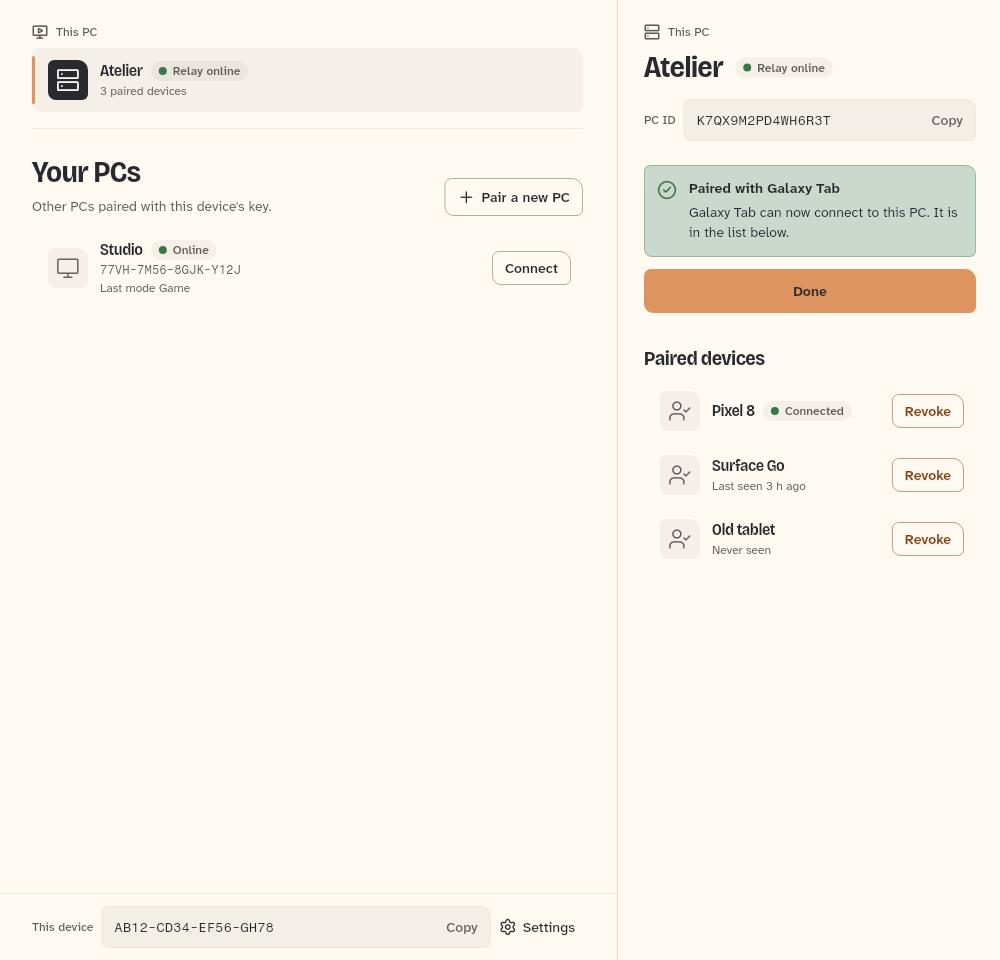 This PC
Atelier
Relay online
3 paired devices
Your PCs
Other PCs paired with this device's key.
Pair a new PC
Studio
Online
77VH-7M56-8GJK-Y12J
Last mode Game
Connect
This device
AB12-CD34-EF56-GH78
Copy
Settings
This PC
Atelier
Relay online
PC ID
K7QX9M2PD4WH6R3T
Copy
Paired with Galaxy Tab
Galaxy Tab can now connect to this PC. It is
in the list below.
Done
Paired devices
Pixel 8
Connected
Revoke
Surface Go
Last seen 3 h ago
Revoke
Old tablet
Never seen
Revoke